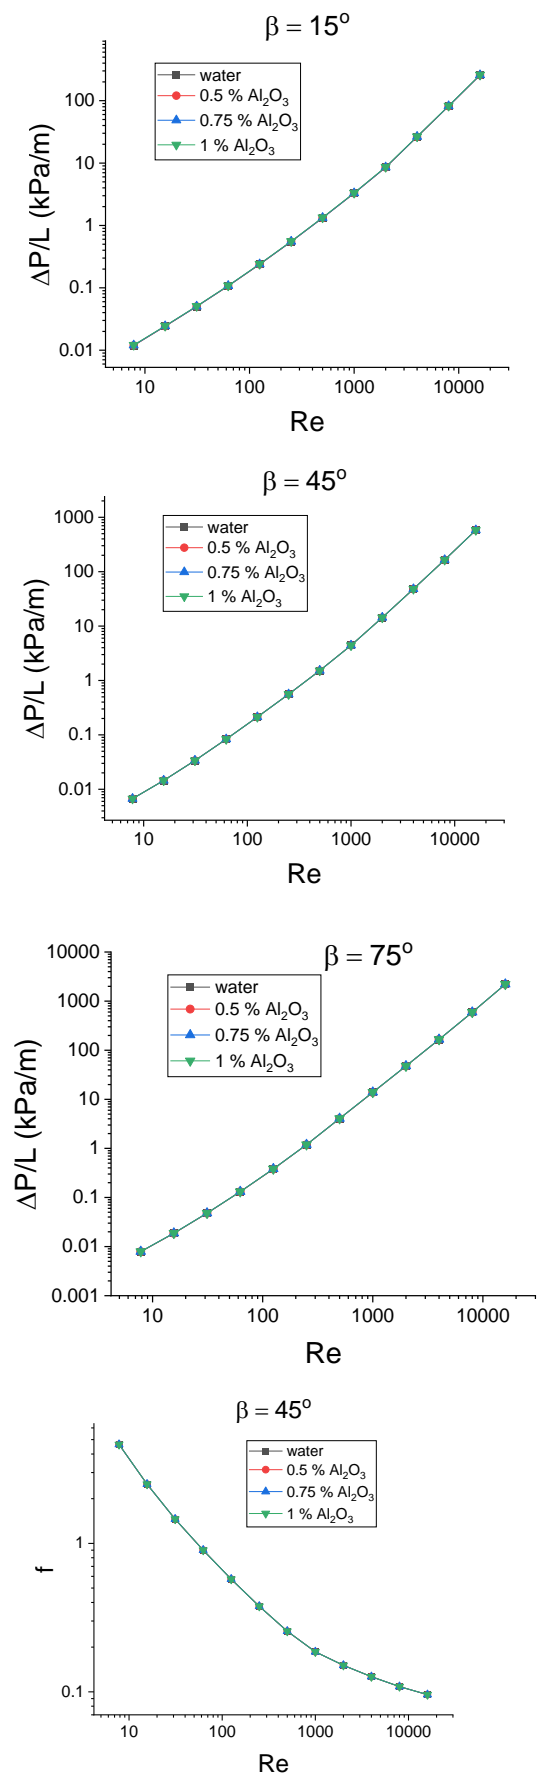 β = 15°
water
0.5 % Al₂O₃
0.75 % Al₂O₃
1 % Al₂O₃
ΔP/L (kPa/m)
100
10
1
0.1
0.01
10 100 1000 10000
Re
β = 45°
water
0.5 % Al₂O₃
0.75 % Al₂O₃
1 % Al₂O₃
ΔP/L (kPa/m)
1000
100
10
1
0.1
0.01
10 100 1000 10000
Re
β = 75°
water
0.5 % Al₂O₃
0.75 % Al₂O₃
1 % Al₂O₃
ΔP/L (kPa/m)
10000
1000
100
10
1
0.1
0.01
0.001
10 100 1000 10000
Re
β = 45°
water
0.5 % Al₂O₃
0.75 % Al₂O₃
1 % Al₂O₃
f
1
0.1
10 100 1000 10000
Re